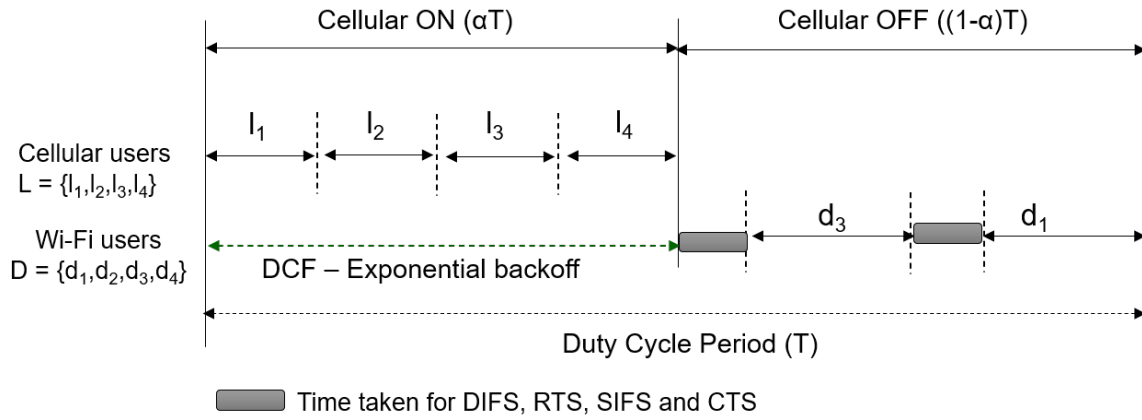 Cellular ON (αT)
Cellular OFF ((1-α)T)
l₁
l₂
l₃
l₄
Cellular users
L = {l₁,l₂,l₃,l₄}
d₃
d₁
Wi-Fi users
D = {d₁,d₂,d₃,d₄}
DCF – Exponential backoff
Duty Cycle Period (T)
Time taken for DIFS, RTS, SIFS and CTS